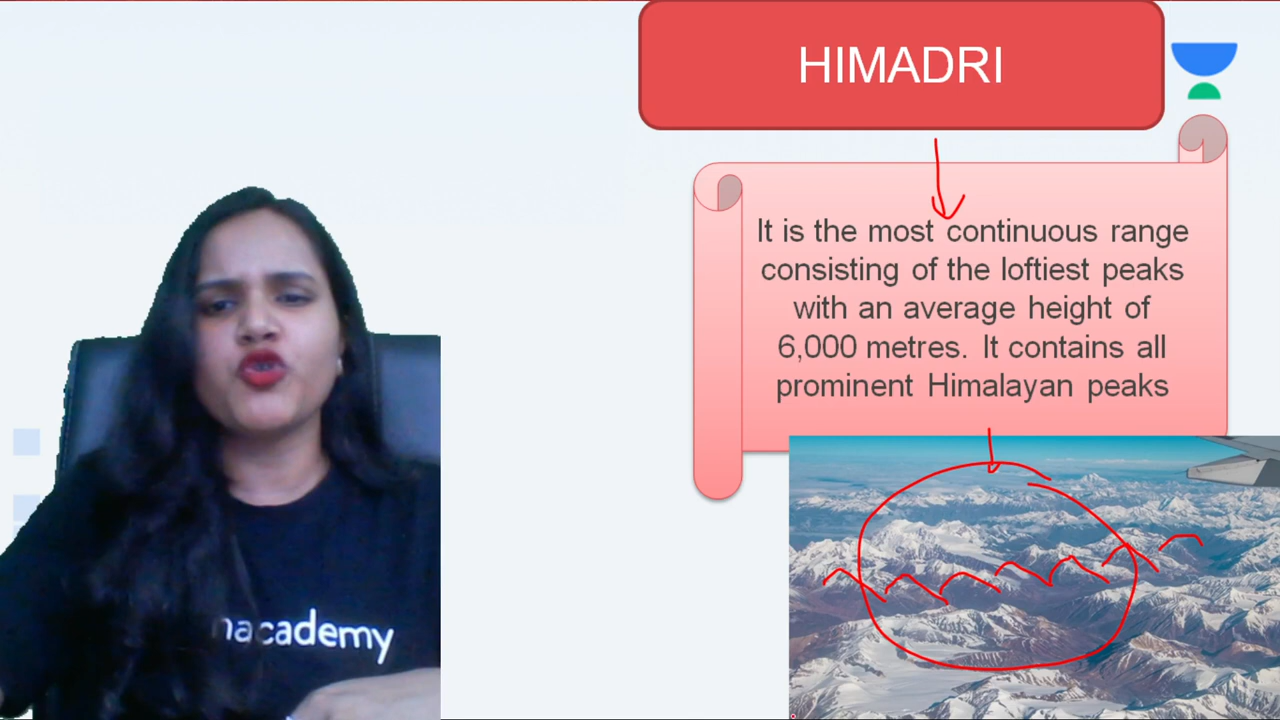 HIMADRI
It is the most continuous range
consisting of the loftiest peaks
with an average height of
6,000 metres. It contains all
prominent Himalayan peaks
nacademy